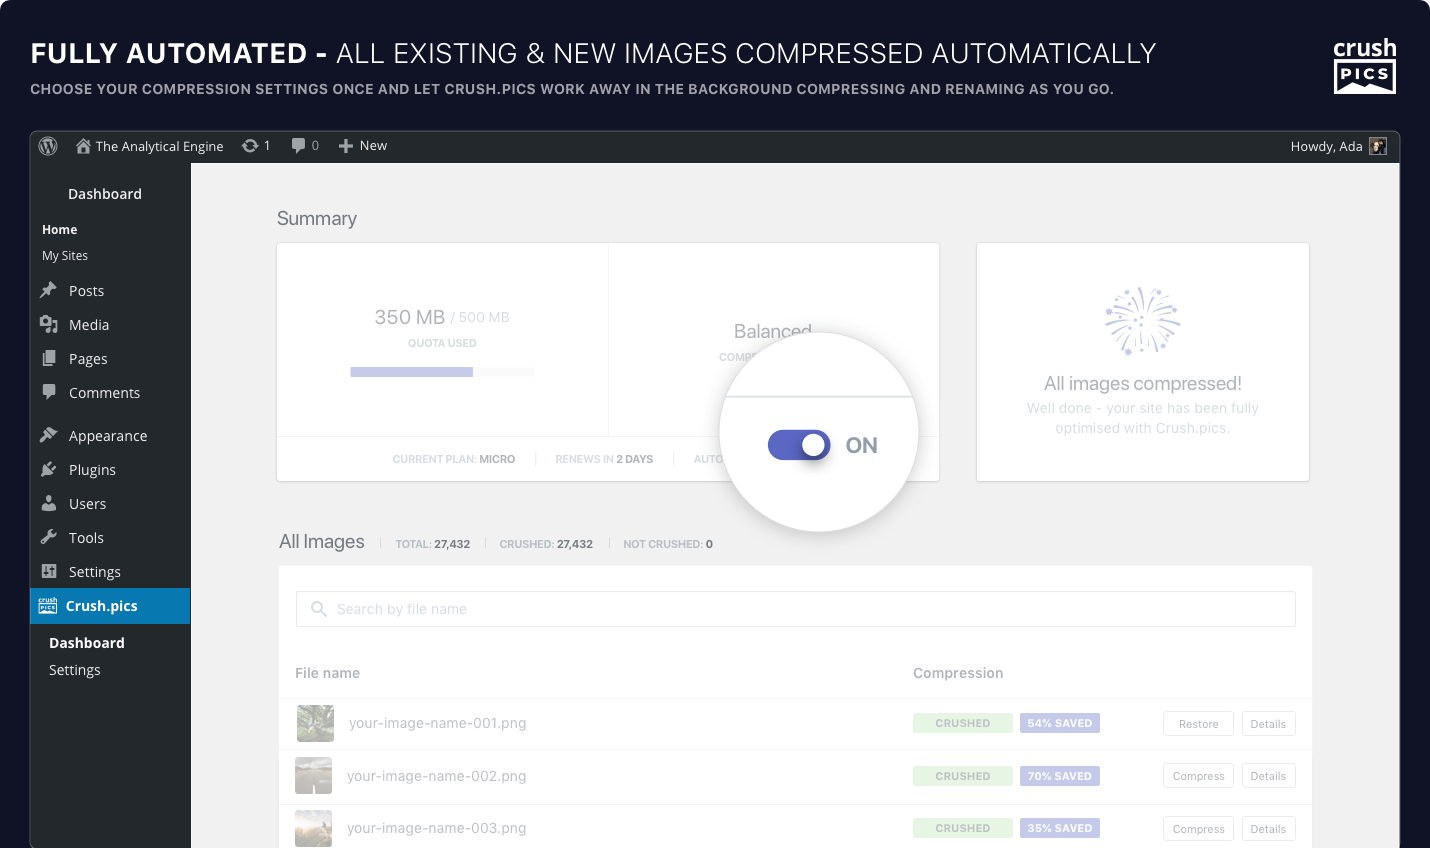 FULLY AUTOMATED - ALL EXISTING & NEW IMAGES COMPRESSED AUTOMATICALLY
CHOOSE YOUR COMPRESSION SETTINGS ONCE AND LET CRUSH.PICS WORK AWAY IN THE BACKGROUND COMPRESSING AND RENAMING AS YOU GO.
crush
PICS
The Analytical Engine 1 0 New Howdy, Ada
Dashboard
Home
My Sites
Posts
Media
Pages
Comments
Appearance
Plugins
Users
Tools
Settings
crush PICS Crush.pics
Dashboard
Settings
Summary
350 MB / 500 MB
QUOTA USED
Balanced
CURRENT PLAN: MICRO RENEWS IN 2 DAYS
ON
All images compressed!
Well done - your site has been fully
optimised with Crush.pics.
All Images TOTAL: 27,432 CRUSHED: 27,432 NOT CRUSHED: 0
Search by file name
File name Compression
your-image-name-001.png CRUSHED 54% SAVED Restore Details
your-image-name-002.png CRUSHED 70% SAVED Compress Details
your-image-name-003.png CRUSHED 35% SAVED Compress Details